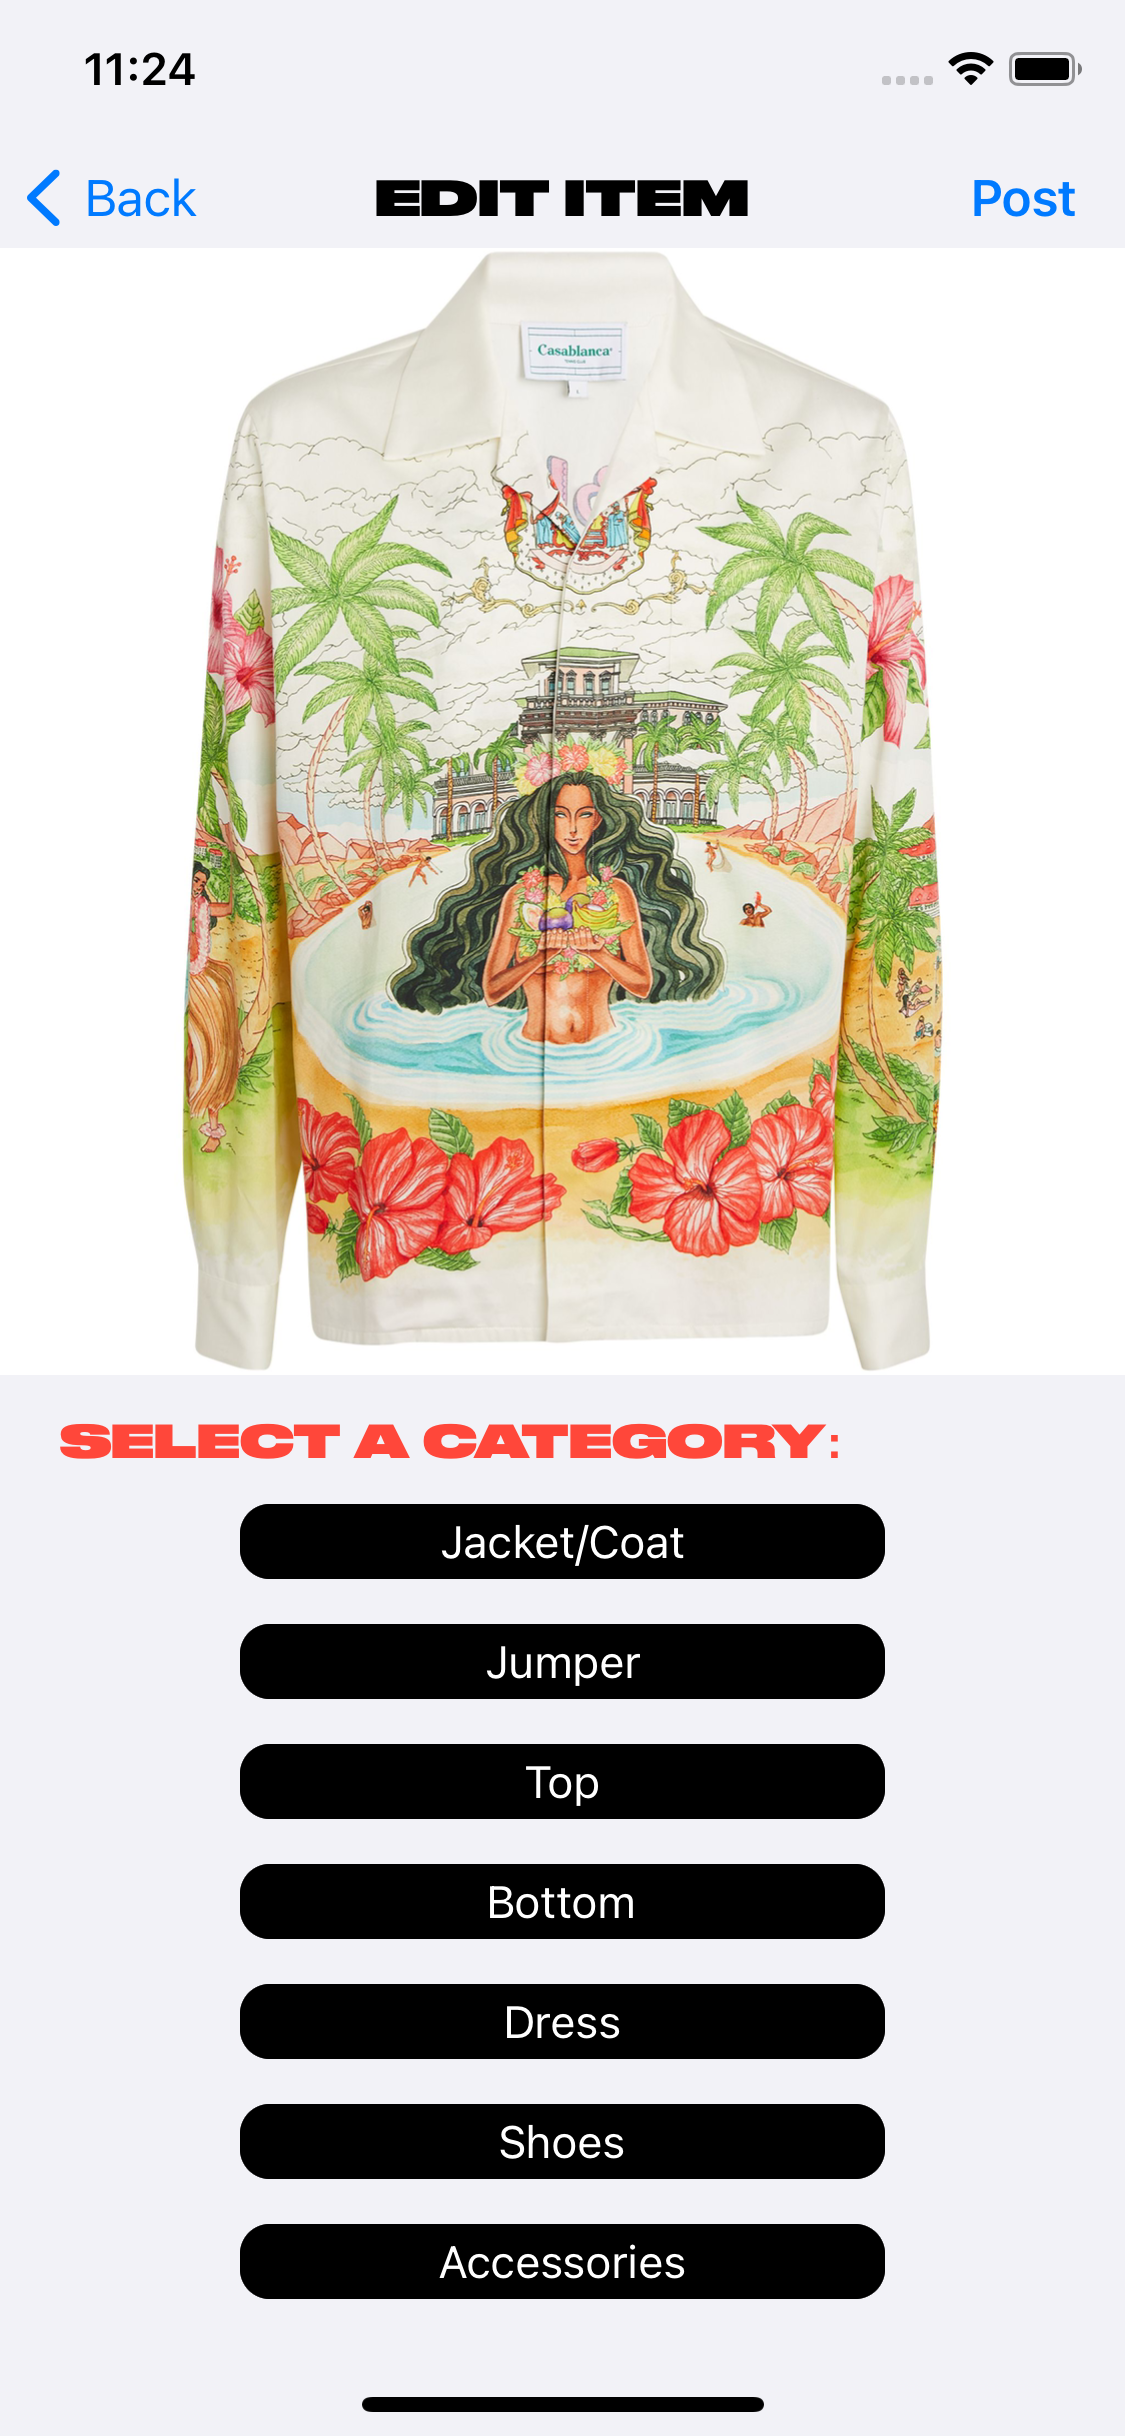 11:24
Back
EDIT ITEM
Post
Casablanca
L
SELECT A CATEGORY:
Jacket/Coat
Jumper
Top
Bottom
Dress
Shoes
Accessories